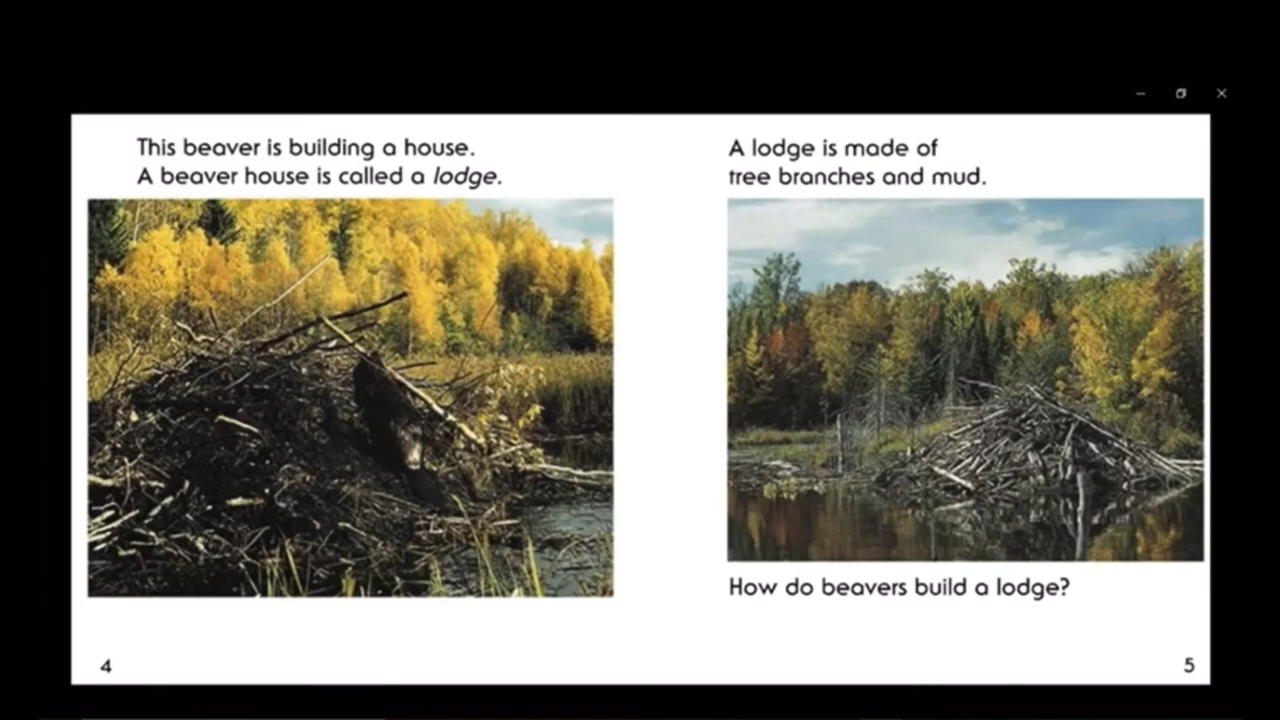 This beaver is building a house.
A beaver house is called a lodge.
A lodge is made of
tree branches and mud.
How do beavers build a lodge?
4
5